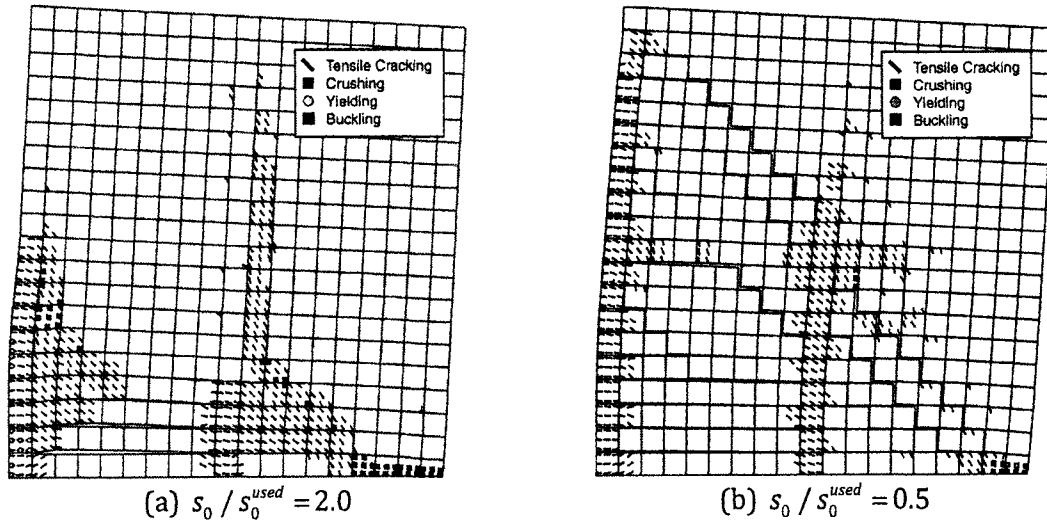 Tensile Cracking
Crushing
Yielding
Buckling
Tensile Cracking
Crushing
Yielding
Buckling
(a) s₀ / s₀ᵘˢᵉᵈ = 2.0
(b) s₀ / s₀ᵘˢᵉᵈ = 0.5